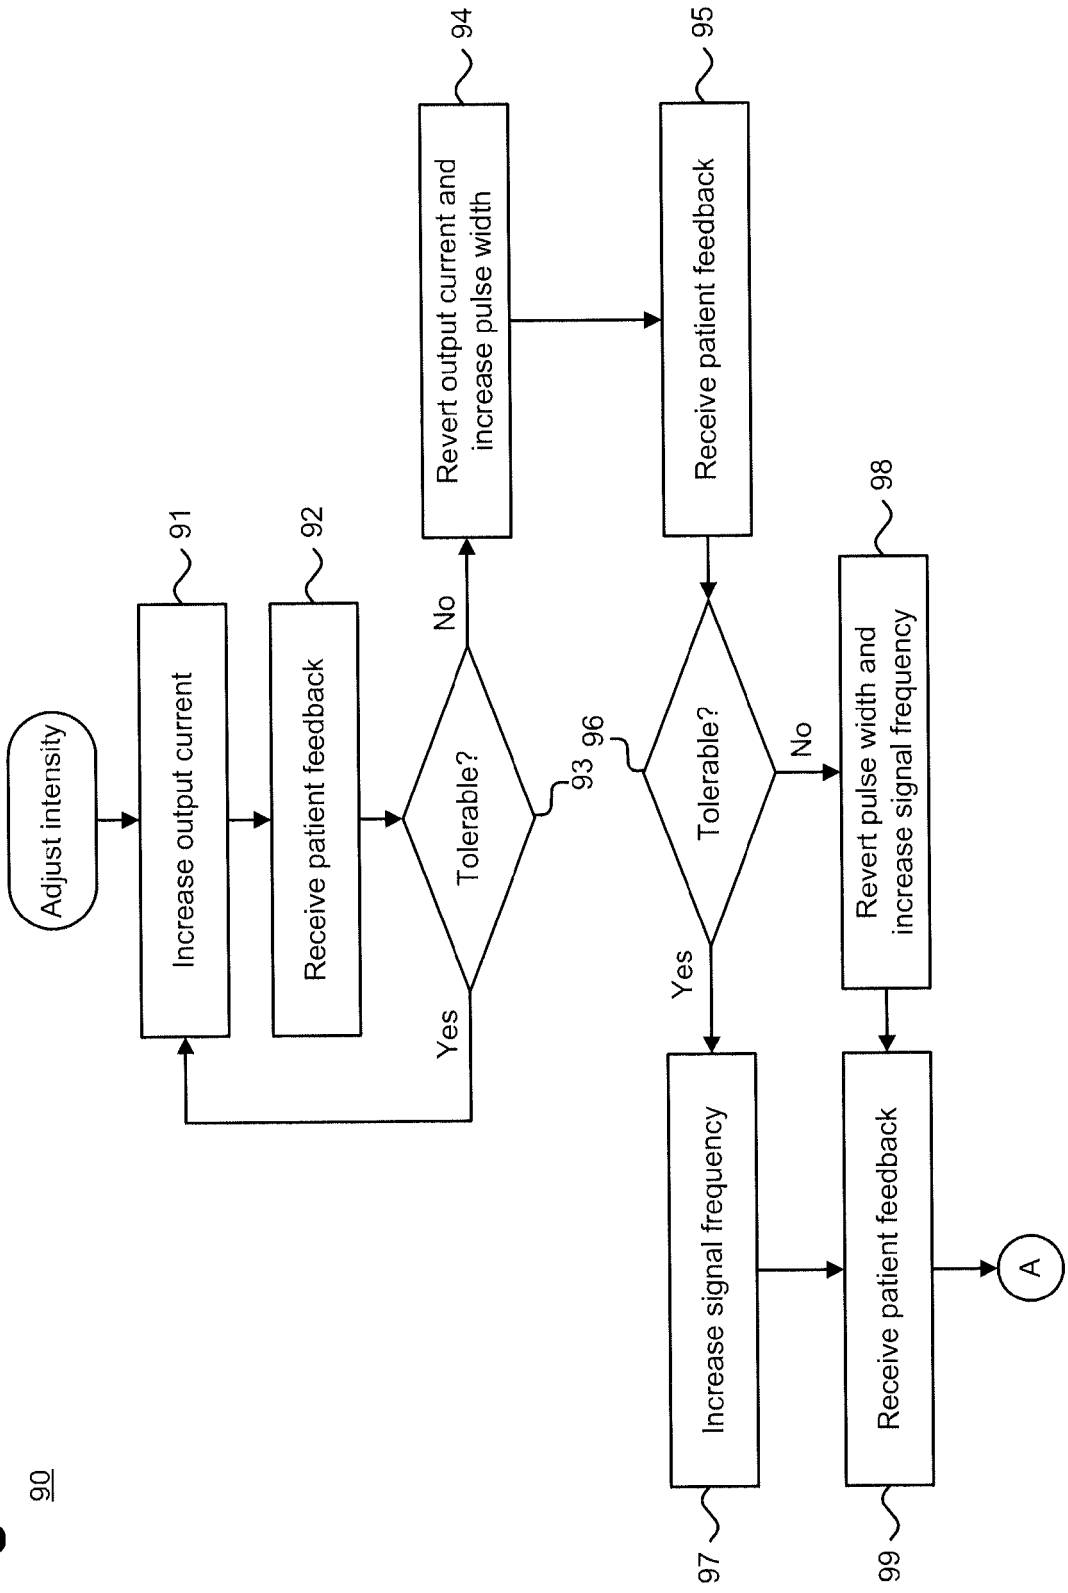 90
Adjust intensity
Increase output current
91
Receive patient feedback
92
Tolerable?
93
Yes
No
Revert output current and
increase pulse width
94
Receive patient feedback
95
Tolerable?
96
Yes
No
Increase signal frequency
97
Revert pulse width and
increase signal frequency
98
Receive patient feedback
99
A